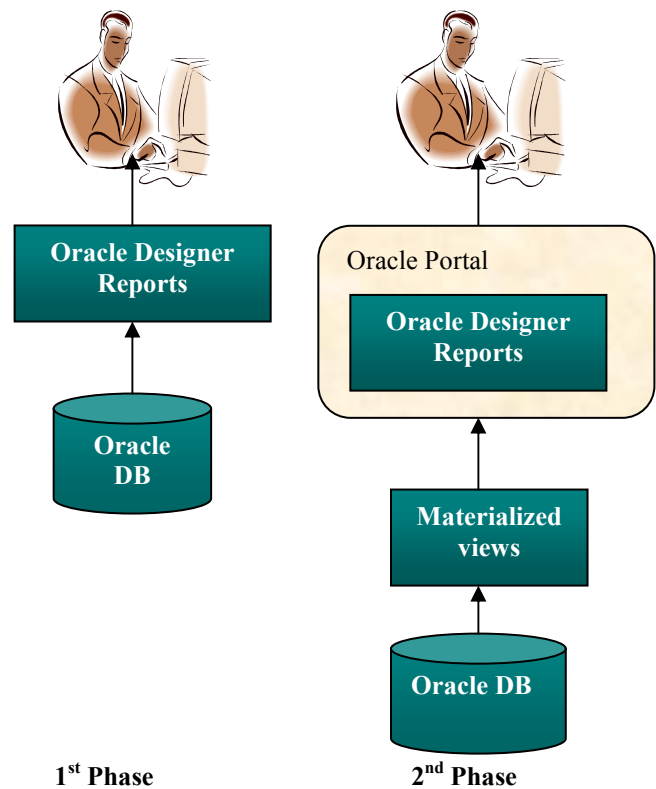 Oracle Designer
Reports
Oracle
DB
1st Phase
Oracle Portal
Oracle Designer
Reports
Materialized
views
Oracle DB
2nd Phase